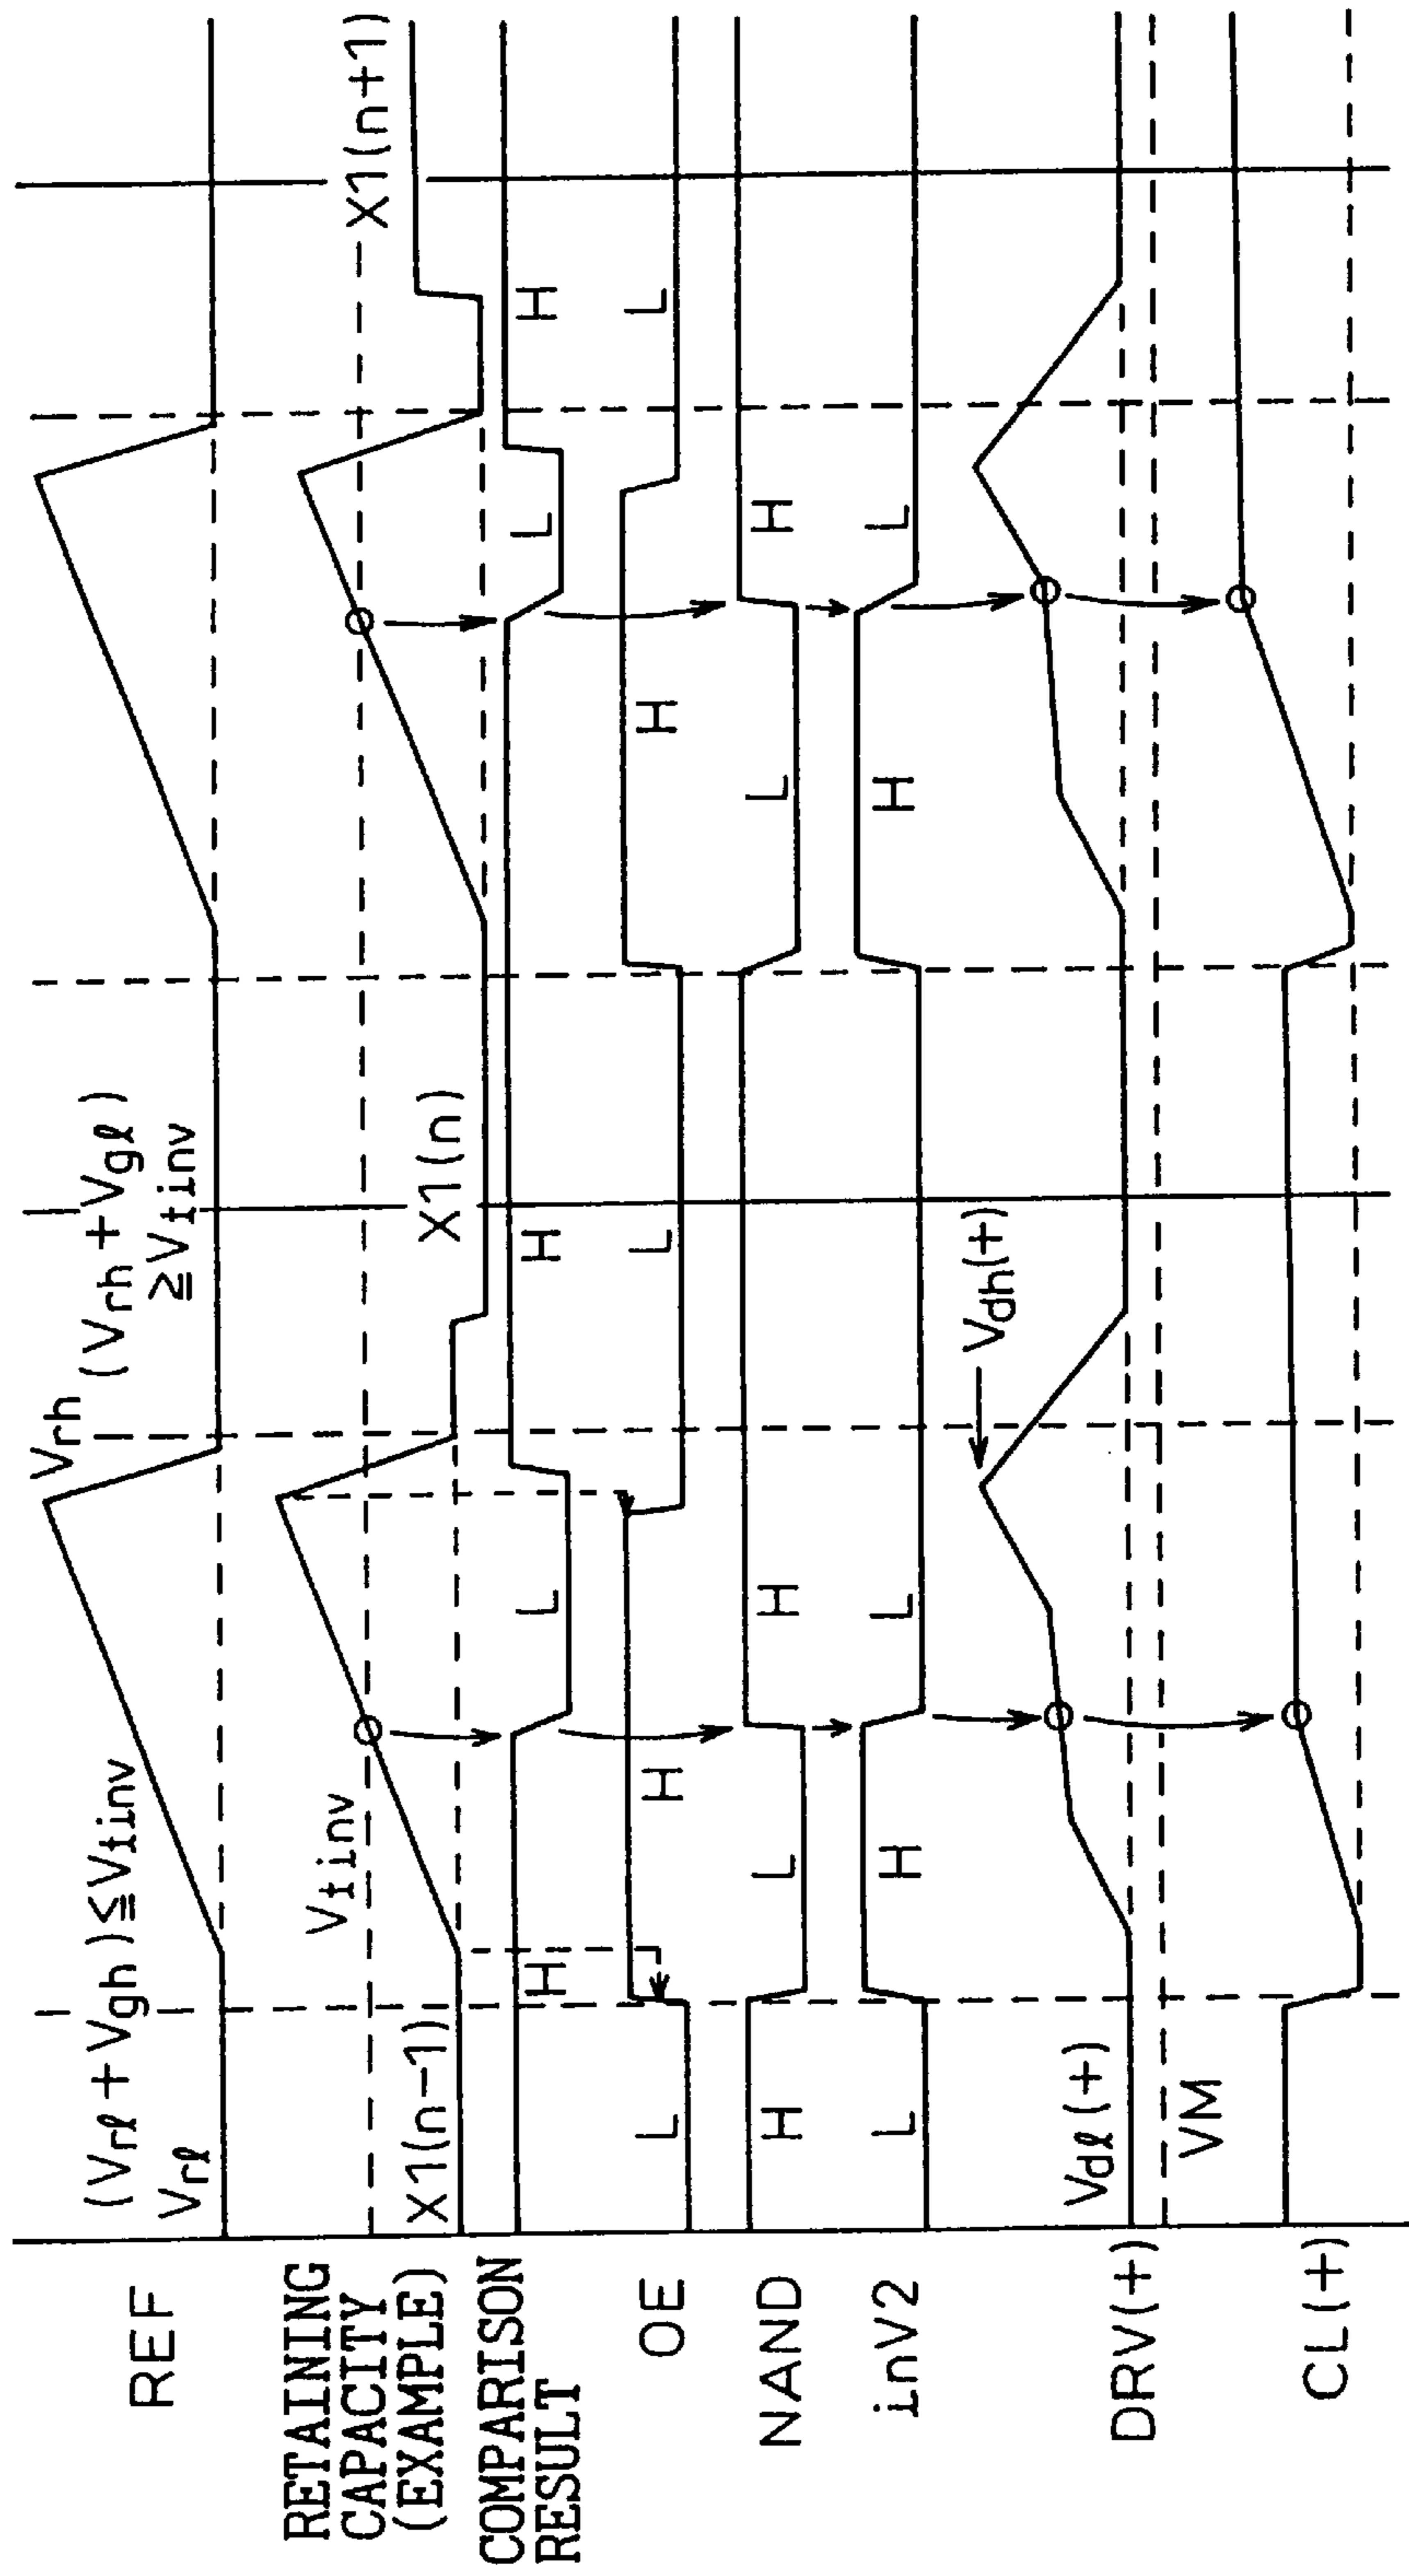 REF
Vrℓ
(Vrℓ+Vgh)≦Vtinv
Vrh
(Vrh+Vgℓ)
≧Vtinv
RETAINING
CAPACITY
(EXAMPLE)
X1(n-1)
Vtinv
X1(n)
X1(n+1)
COMPARISON
RESULT
H
L
H
L
H
OE
L
H
L
H
L
NAND
H
L
H
L
H
inV2
L
H
L
H
L
DRV(+)
Vdℓ(+)
Vdh(+)
VM
CL(+)